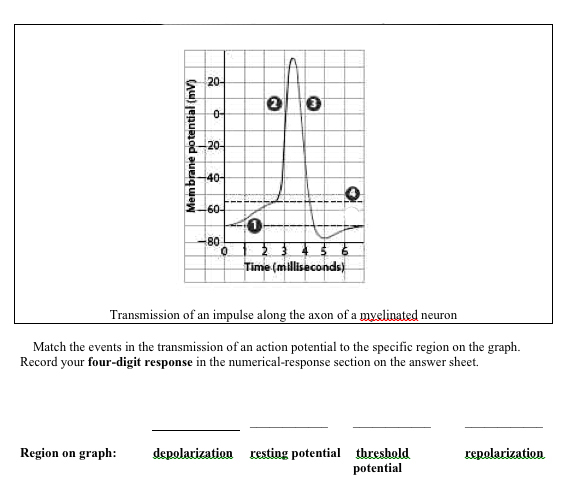 Membrane potential (mV)
20
0
-20
-40
-60
-80
2
3
4
1
0 1 2 3 4 5 6
Time (milliseconds)
Transmission of an impulse along the axon of a myelinated neuron
Match the events in the transmission of an action potential to the specific region on the graph.
Record your four-digit response in the numerical-response section on the answer sheet.
Region on graph: depolarization resting potential threshold repolarization
potential